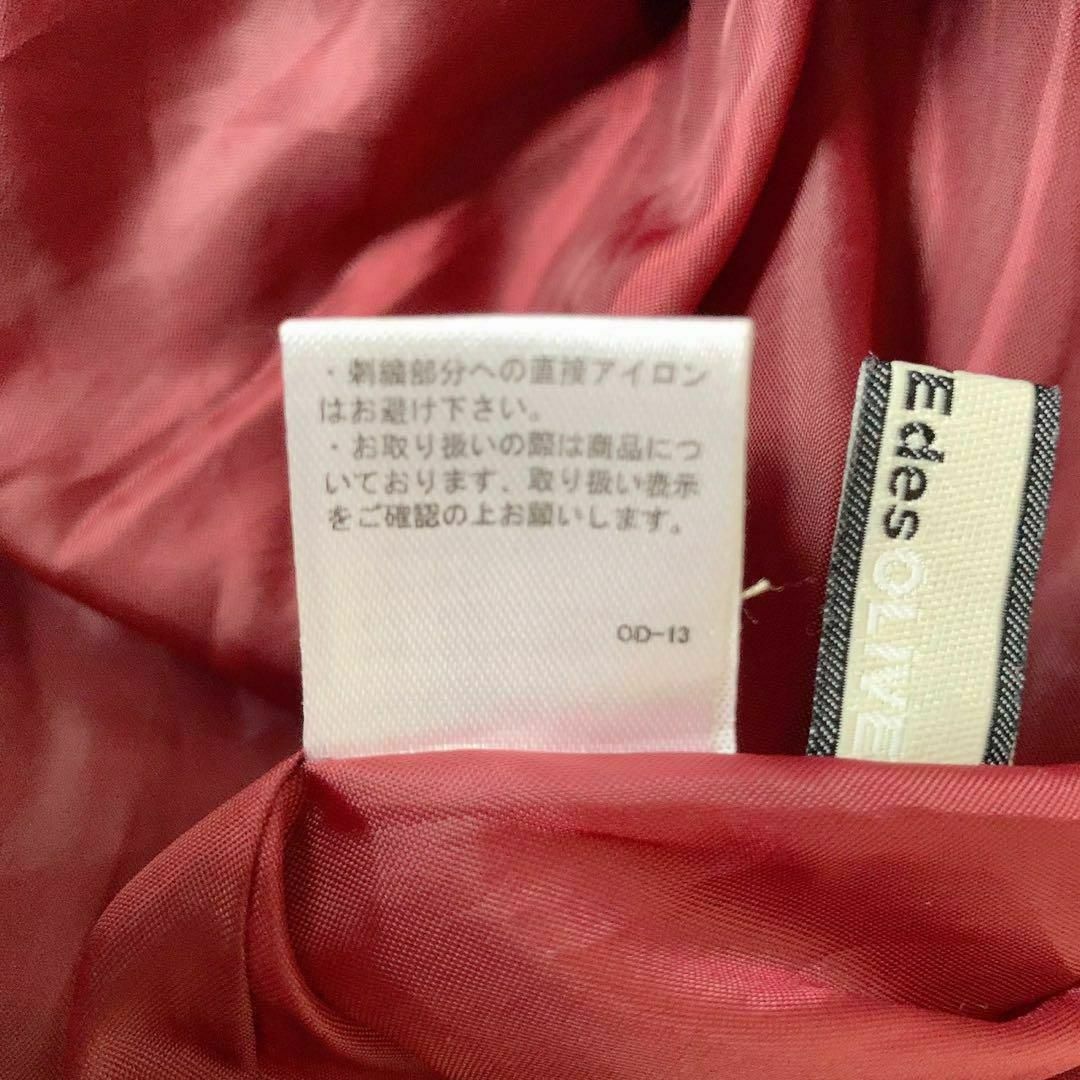 ・刺繍部分への直接アイロン
はお避け下さい。
・お取り扱いの際は商品につ
いております、取り扱い表示
をご確認の上お願いします。
OD-13
E des OLIVE